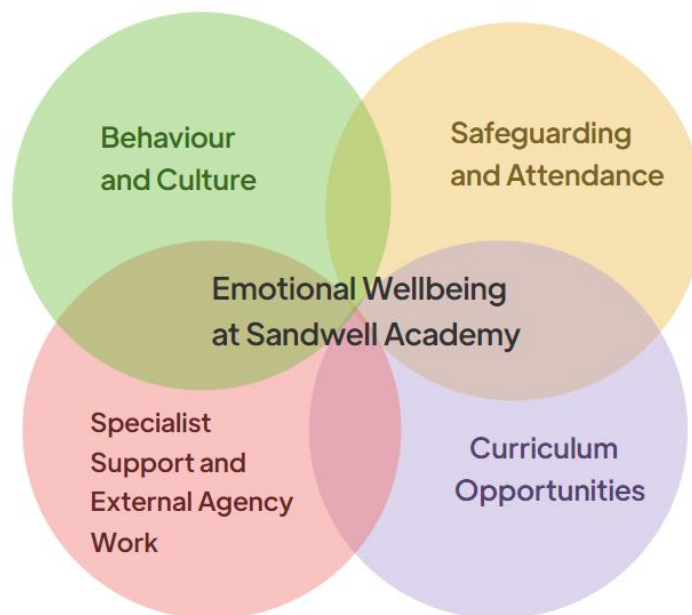 Behaviour
and Culture
Safeguarding
and Attendance
Emotional Wellbeing
at Sandwell Academy
Specialist
Support and
External Agency
Work
Curriculum
Opportunities